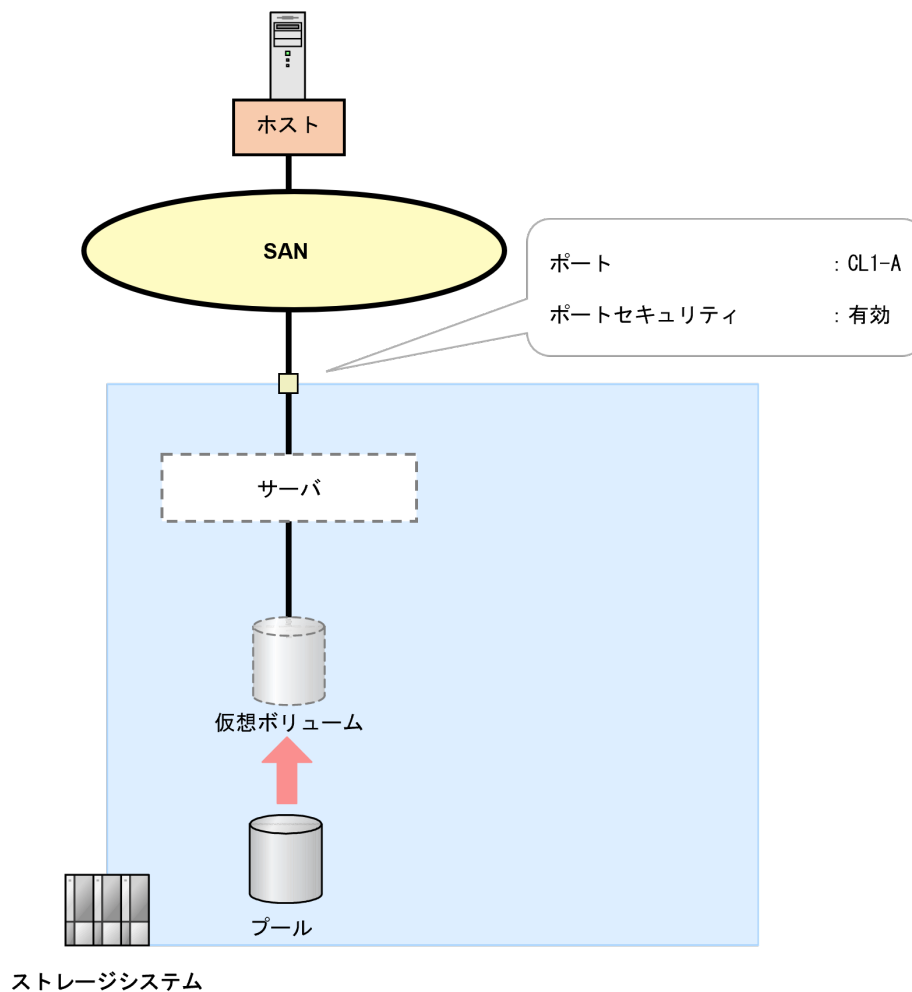 ホスト
SAN
ポート : CL1-A
ポートセキュリティ : 有効
サーバ
仮想ボリューム
プール
ストレージシステム